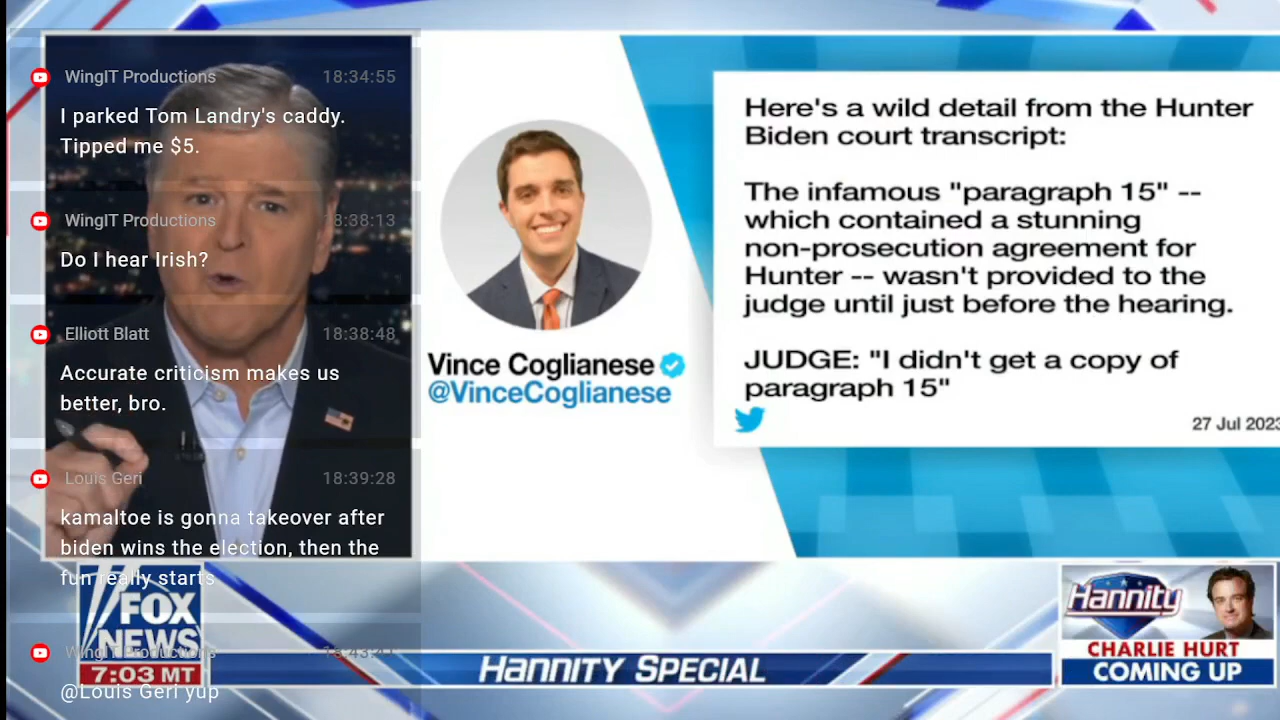 WingIT Productions 18:34:55
I parked Tom Landry's caddy.
Tipped me $5.
WingIT Productions 18:38:13
Do I hear Irish?
Elliott Blatt 18:38:48
Accurate criticism makes us
better, bro.
Louis Geri 18:39:28
kamaltoe is gonna takeover after
biden wins the election, then the
fun really starts
WingIT Productions
@Louis Geri yup
FOX
NEWS
7:03 MT
Vince Coglianese
@VinceCoglianese
Here's a wild detail from the Hunter
Biden court transcript:
The infamous "paragraph 15" --
which contained a stunning
non-prosecution agreement for
Hunter -- wasn't provided to the
judge until just before the hearing.
JUDGE: "I didn't get a copy of
paragraph 15"
27 Jul 2023
HANNITY SPECIAL
Hannity
CHARLIE HURT
COMING UP